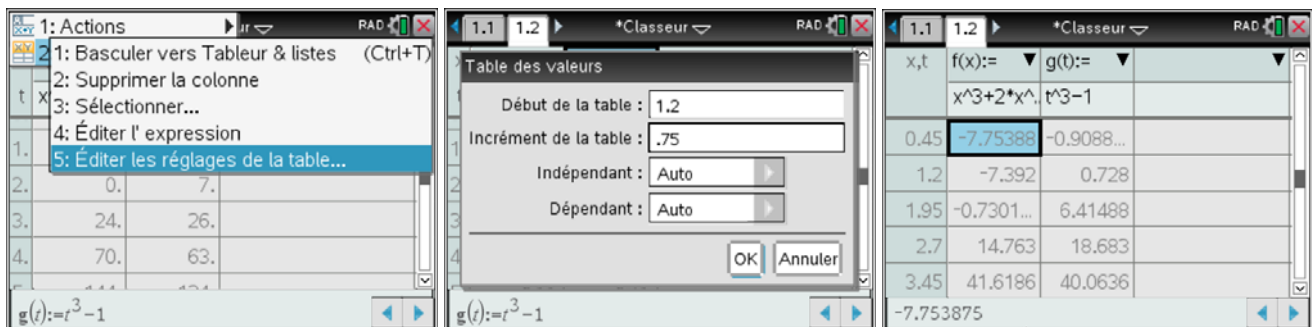 1: Actions
RAD
1: Basculer vers Tableur & listes (Ctrl+T)
2: Supprimer la colonne
3: Sélectionner...
4: Éditer l' expression
5: Éditer les réglages de la table...
t
1.
2. 0. 7.
3. 24. 26.
4. 70. 63.
g(t):=t^3−1
1.1 1.2 *Classeur RAD
Table des valeurs
Début de la table : 1.2
Incrément de la table : .75
Indépendant : Auto
Dépendant : Auto
OK Annuler
g(t):=t^3−1
1.1 1.2 *Classeur RAD
x,t f(x):= g(t):=
x^3+2*x^.. t^3−1
0.45 -7.75388 -0.9088...
1.2 -7.392 0.728
1.95 -0.7301... 6.41488
2.7 14.763 18.683
3.45 41.6186 40.0636
-7.753875